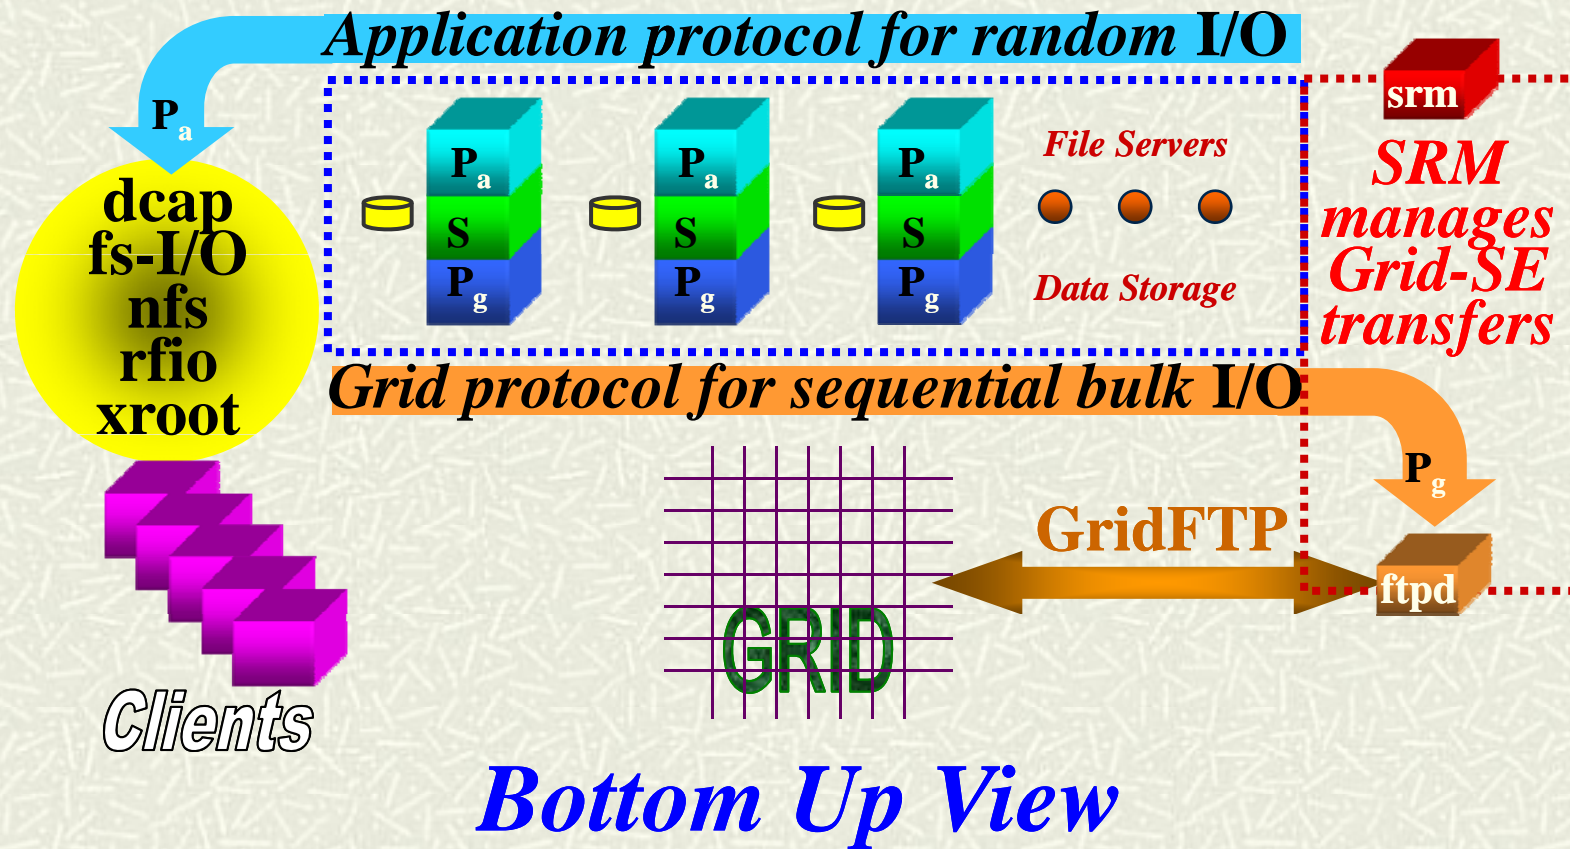 Application protocol for random I/O
Pa
dcap
fs-I/O
nfs
rfio
xroot
Clients
Pa
S
Pg
Pa
S
Pg
Pa
S
Pg
File Servers
Data Storage
srm
SRM
manages
Grid-SE
transfers
Grid protocol for sequential bulk I/O
Pg
GridFTP
ftpd
GRID
Bottom Up View